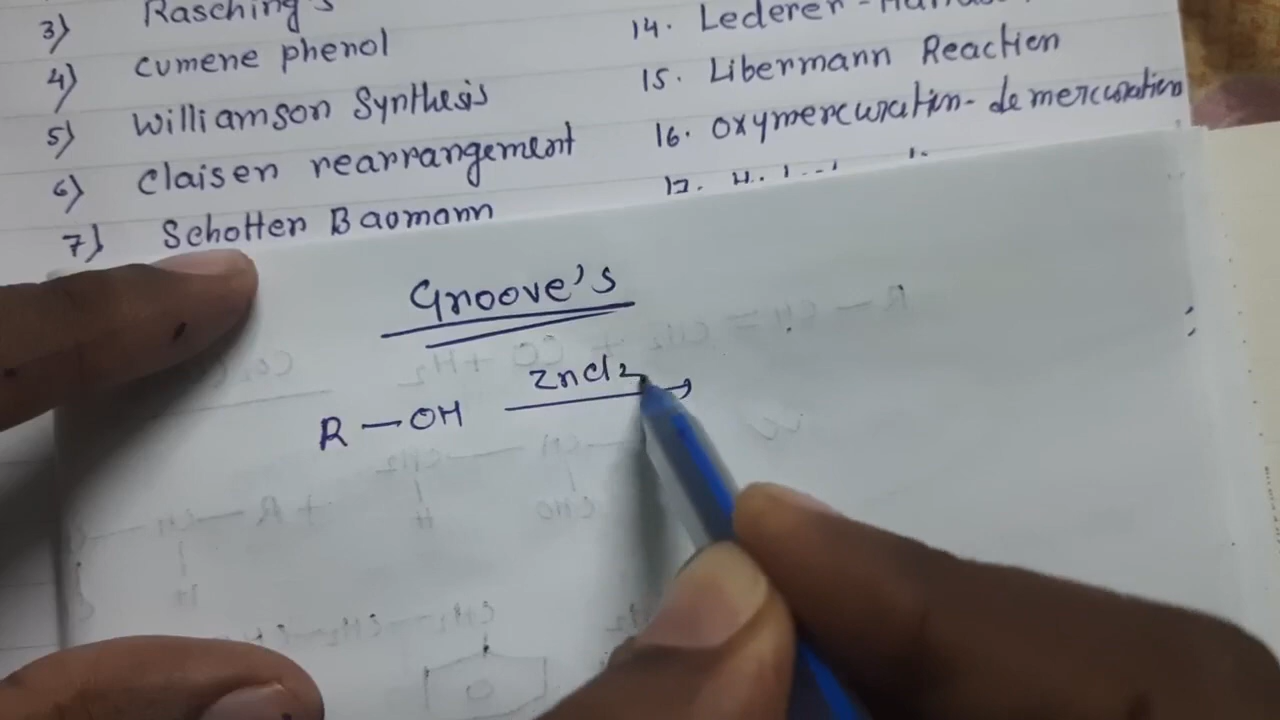 3) Rasching's
4) Cumene phenol
5) Williamson Synthesis
6) Claisen rearrangement
7) Schotten Baomann
14. Lederer -
15. Libermann Reaction
16. Oxymercuration - demercuration
17.
Groove's
R — OH ZnCl2 →